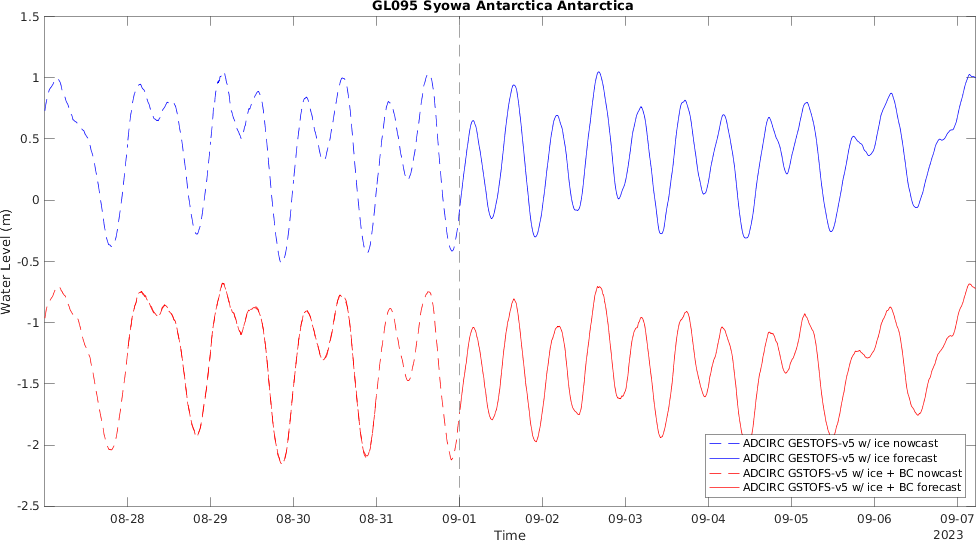 GL095 Syowa Antarctica Antarctica
1.5
1
0.5
0
-0.5
-1
-1.5
-2
-2.5
Water Level (m)
ADCIRC GESTOFS-v5 w/ ice nowcast
ADCIRC GESTOFS-v5 w/ ice forecast
ADCIRC GSTOFS-v5 w/ ice + BC nowcast
ADCIRC GSTOFS-v5 w/ ice + BC forecast
08-28 08-29 08-30 08-31 09-01 09-02 09-03 09-04 09-05 09-06 09-07
Time
2023